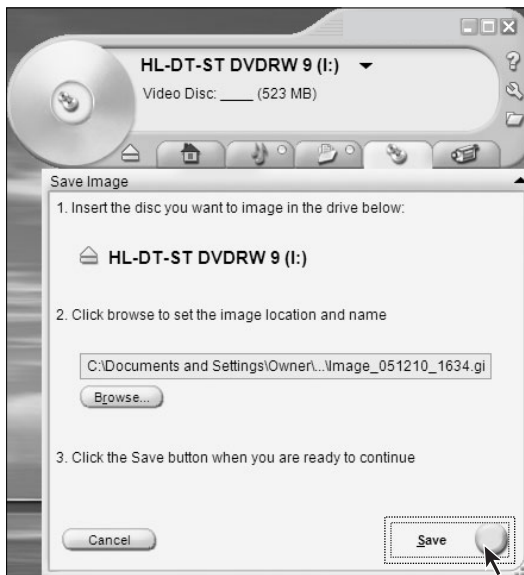 HL-DT-ST DVDRW 9 (I:)
Video Disc: ____ (523 MB)
Save Image
1. Insert the disc you want to image in the drive below:
HL-DT-ST DVDRW 9 (I:)
2. Click browse to set the image location and name
C:\Documents and Settings\Owner\...\Image_051210_1634.gi
Browse...
3. Click the Save button when you are ready to continue
Cancel
Save